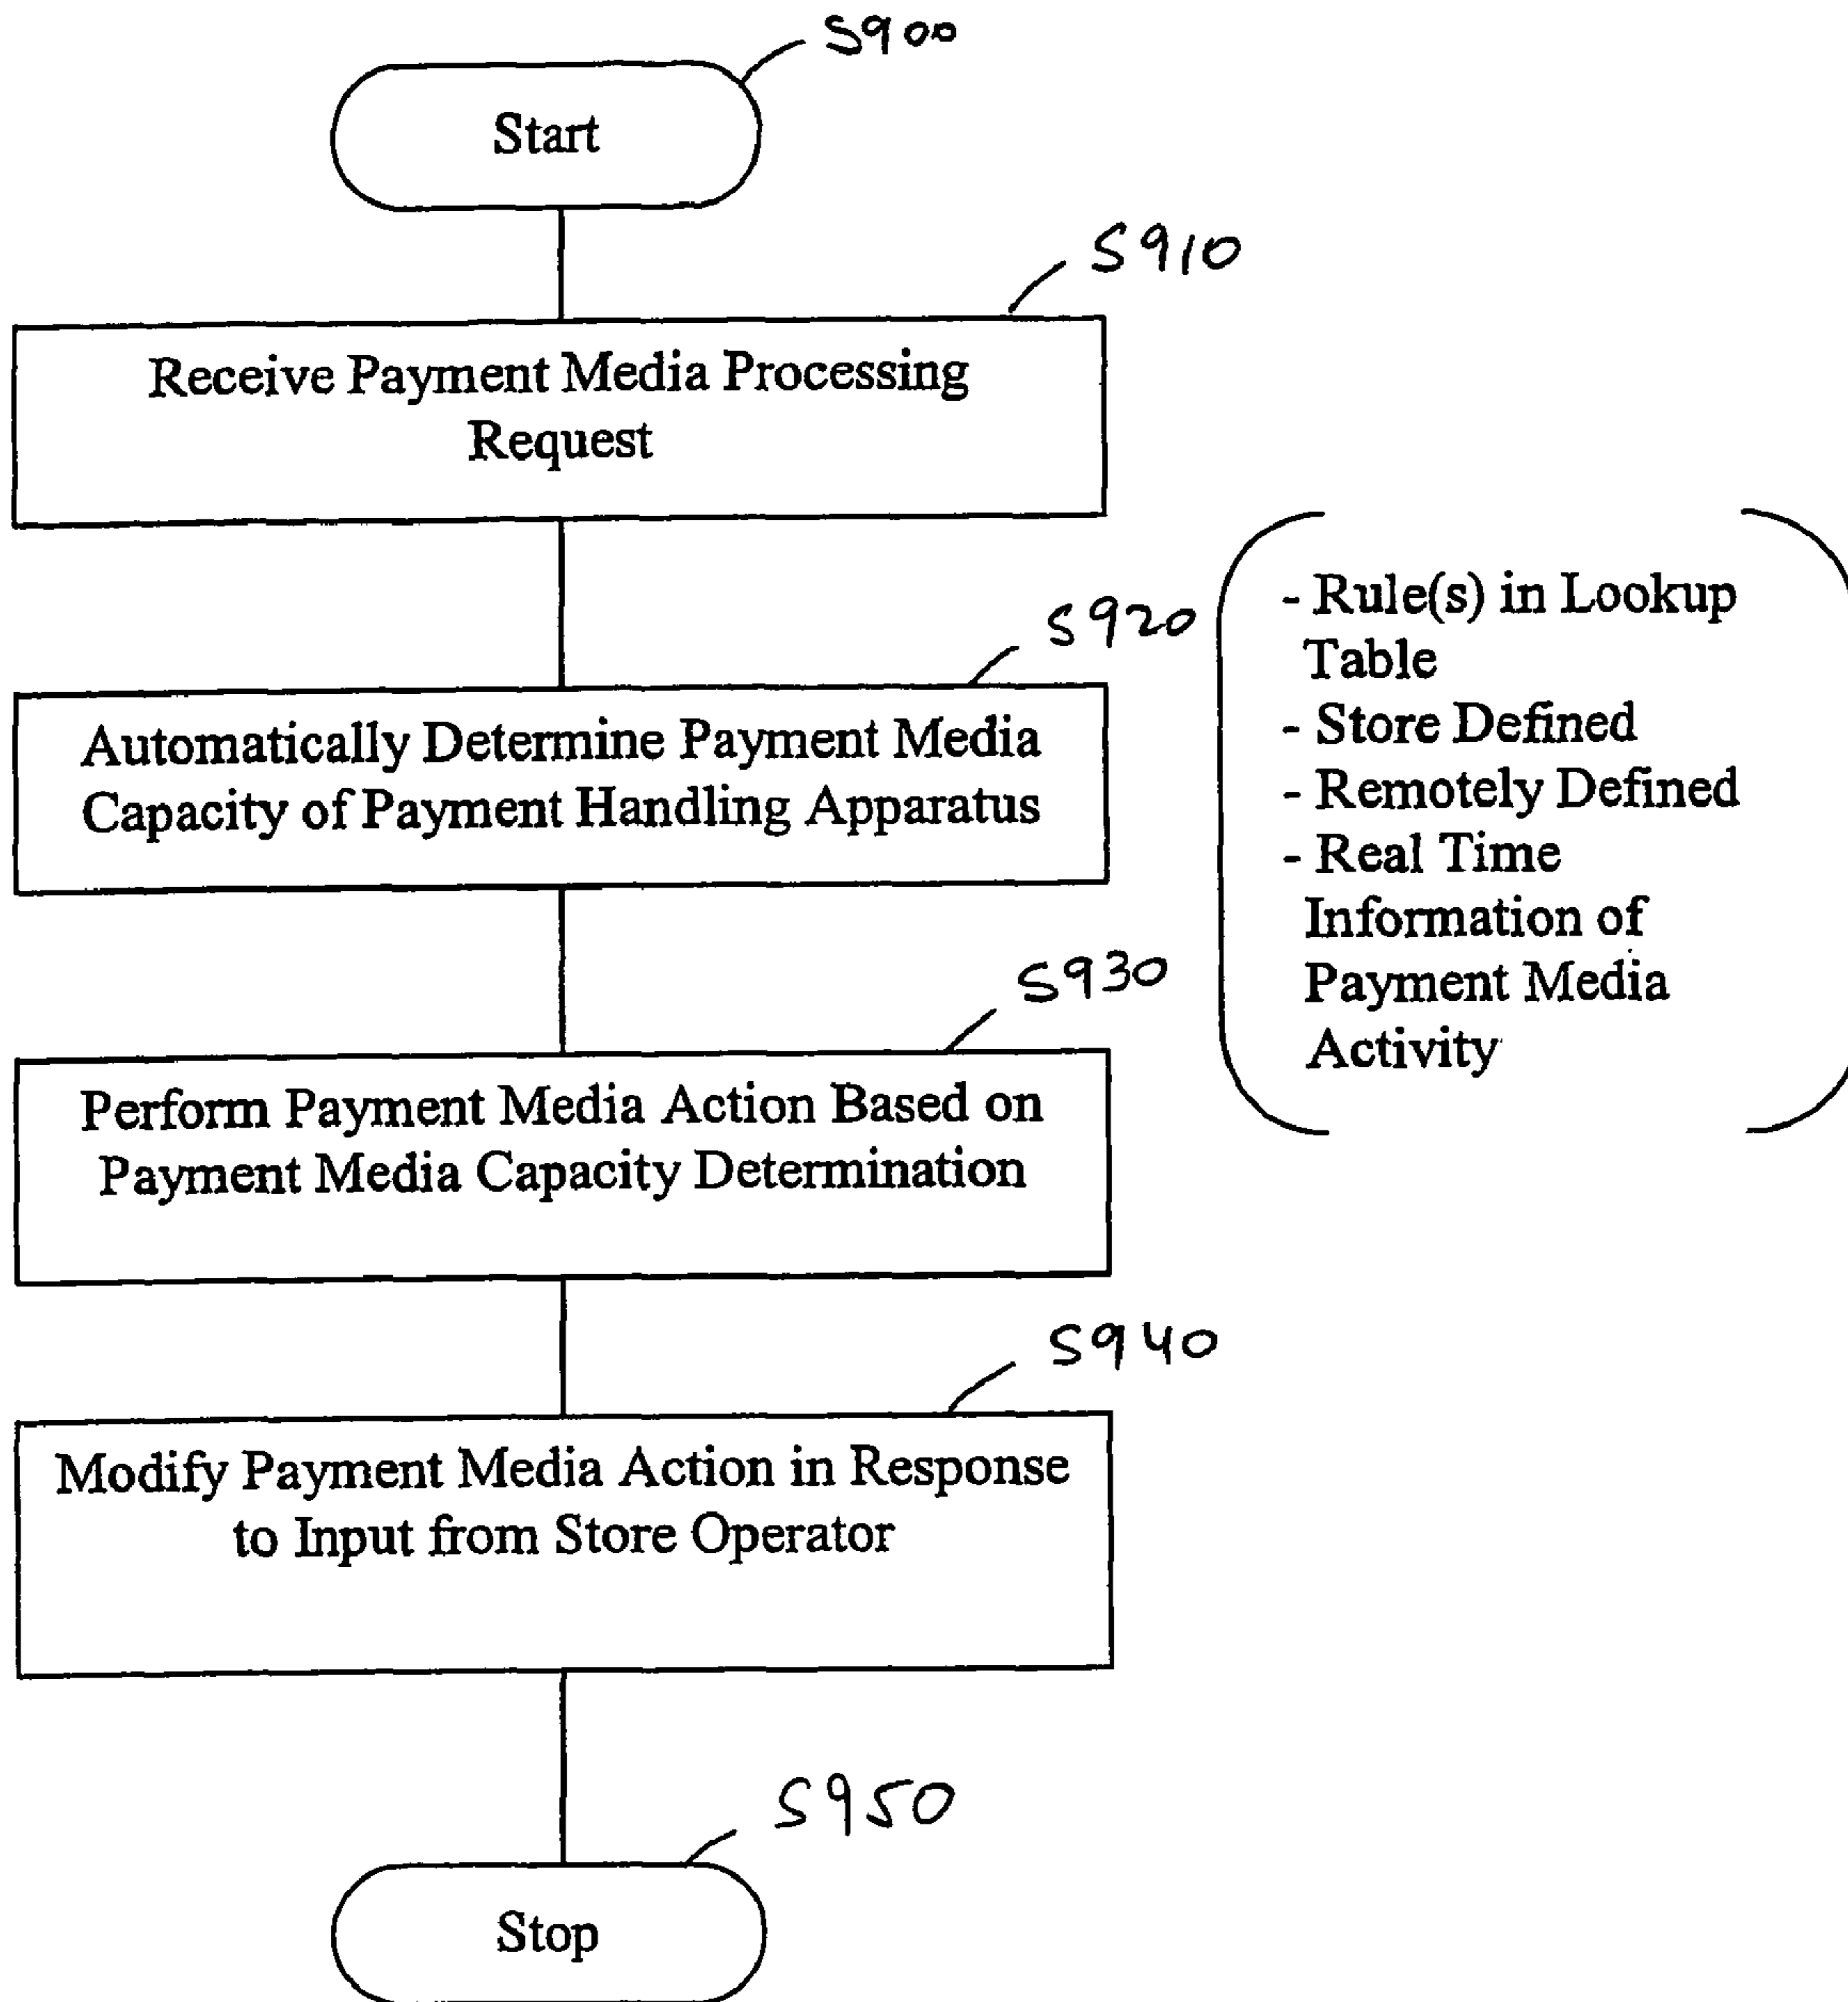 S900
Start
S910
Receive Payment Media Processing
Request
S920
Automatically Determine Payment Media
Capacity of Payment Handling Apparatus
- Rule(s) in Lookup
Table
- Store Defined
- Remotely Defined
- Real Time
Information of
Payment Media
Activity
S930
Perform Payment Media Action Based on
Payment Media Capacity Determination
S940
Modify Payment Media Action in Response
to Input from Store Operator
S950
Stop